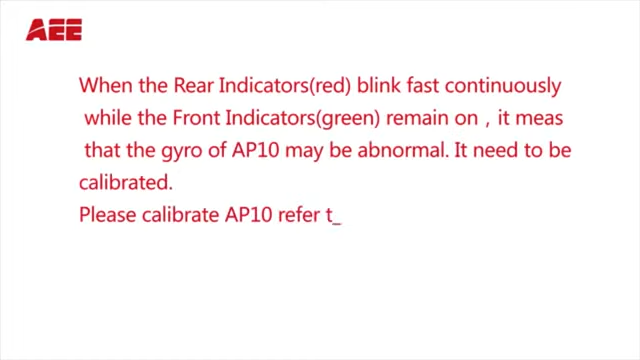 AEE
When the Rear Indicators(red) blink fast continuously
while the Front Indicators(green) remain on , it meas
that the gyro of AP10 may be abnormal. It need to be
calibrated.
Please calibrate AP10 refer t_